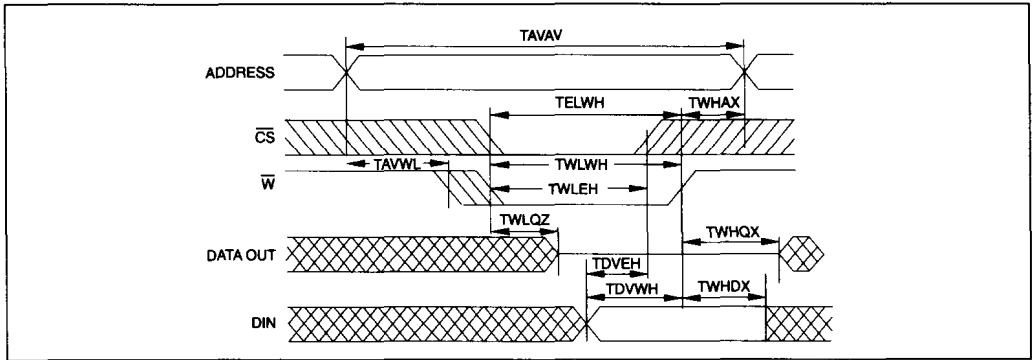 TAVAV
ADDRESS
TELWH TWHAX
CS
TAVWL TWLWH
W
TWLEH
TWLQZ
TWHQX
DATA OUT
TDVEH
TDVWH TWHDX
DIN